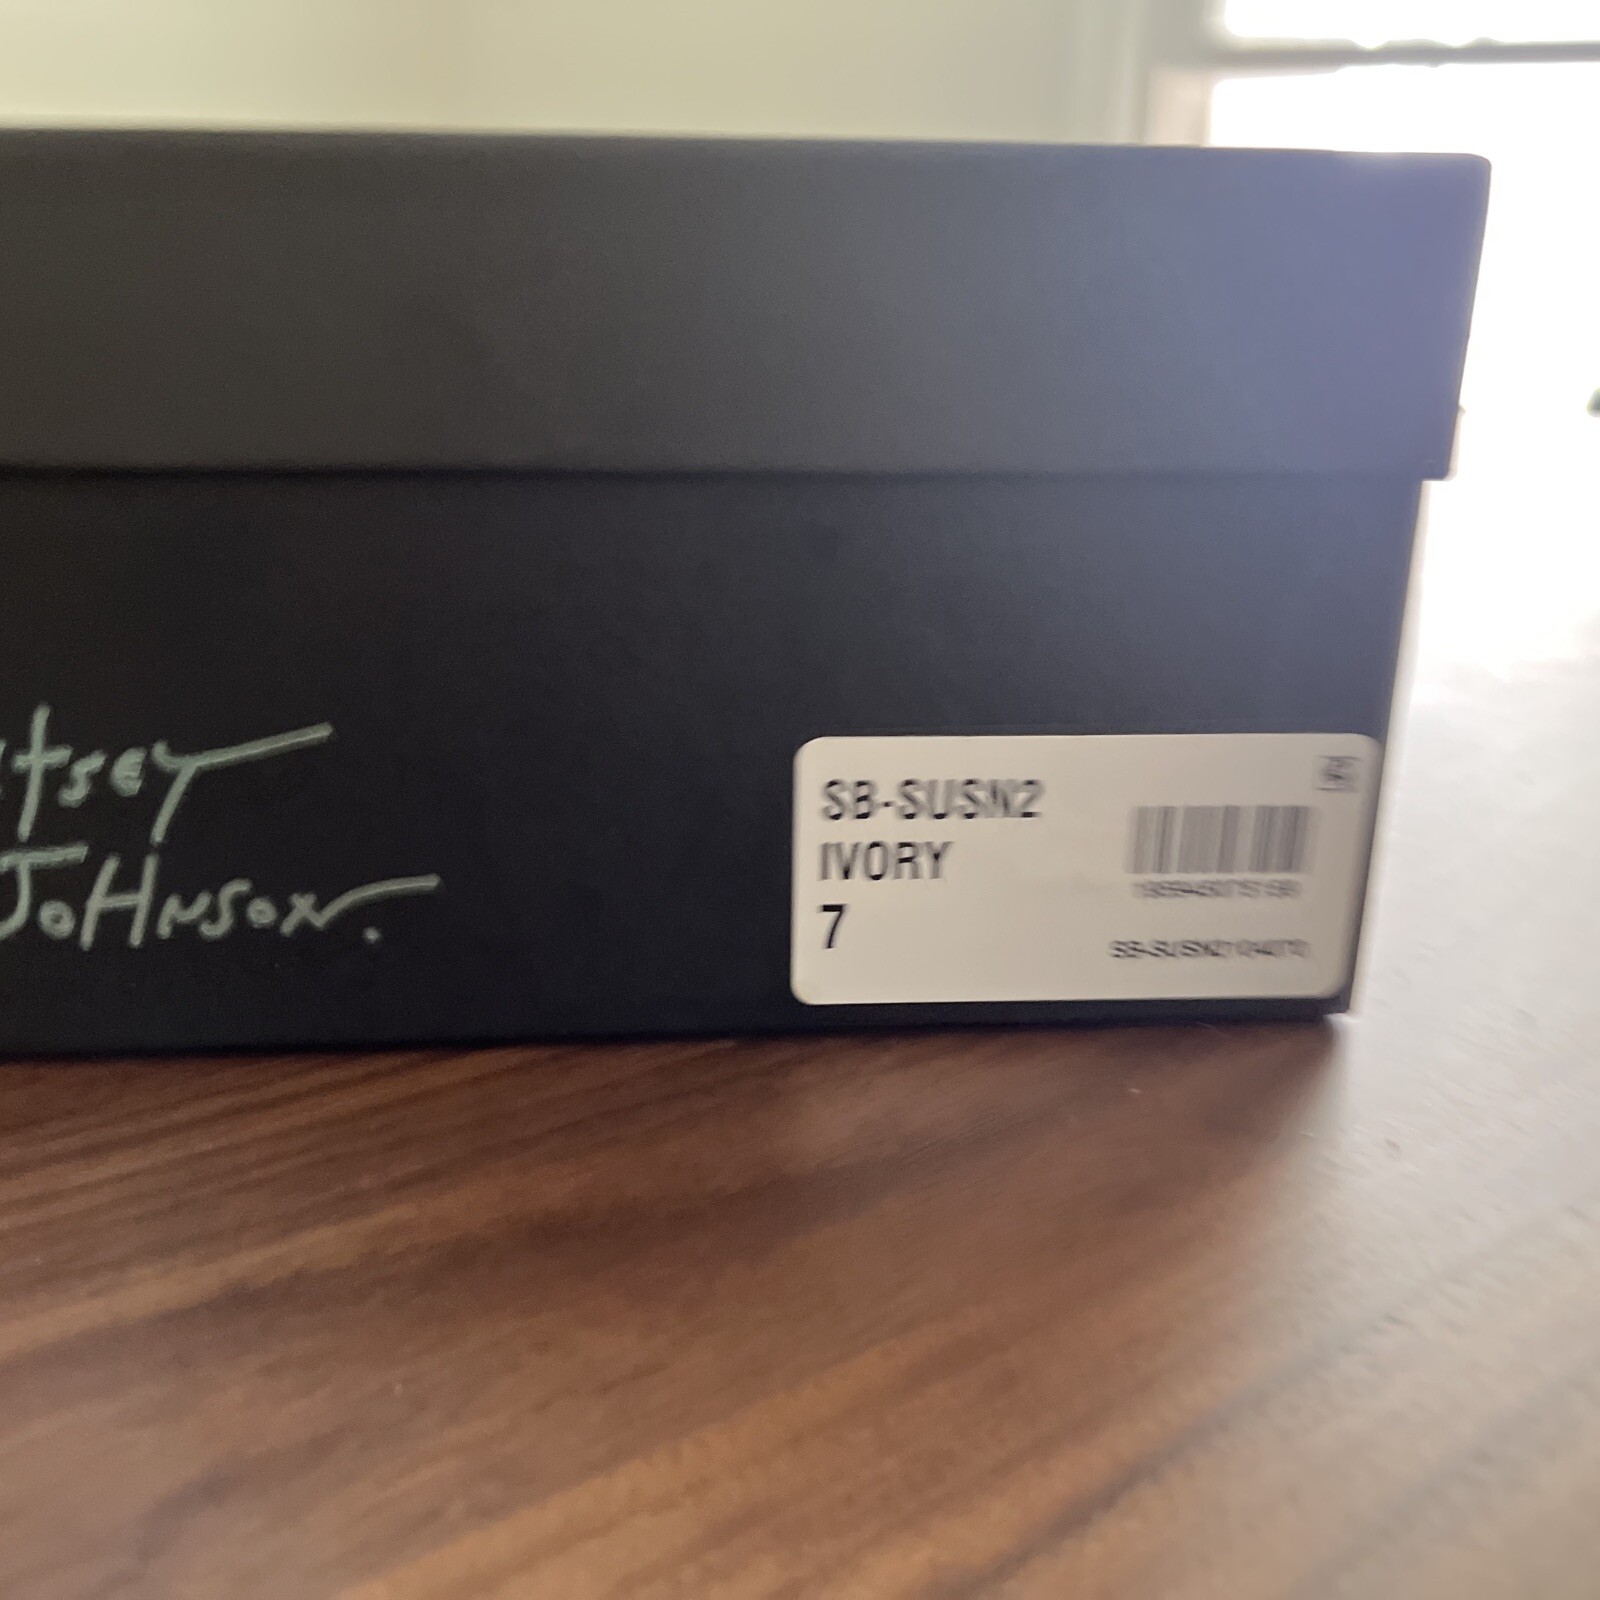 tsey
Johnson.
SB-SUSN2
IVORY
7